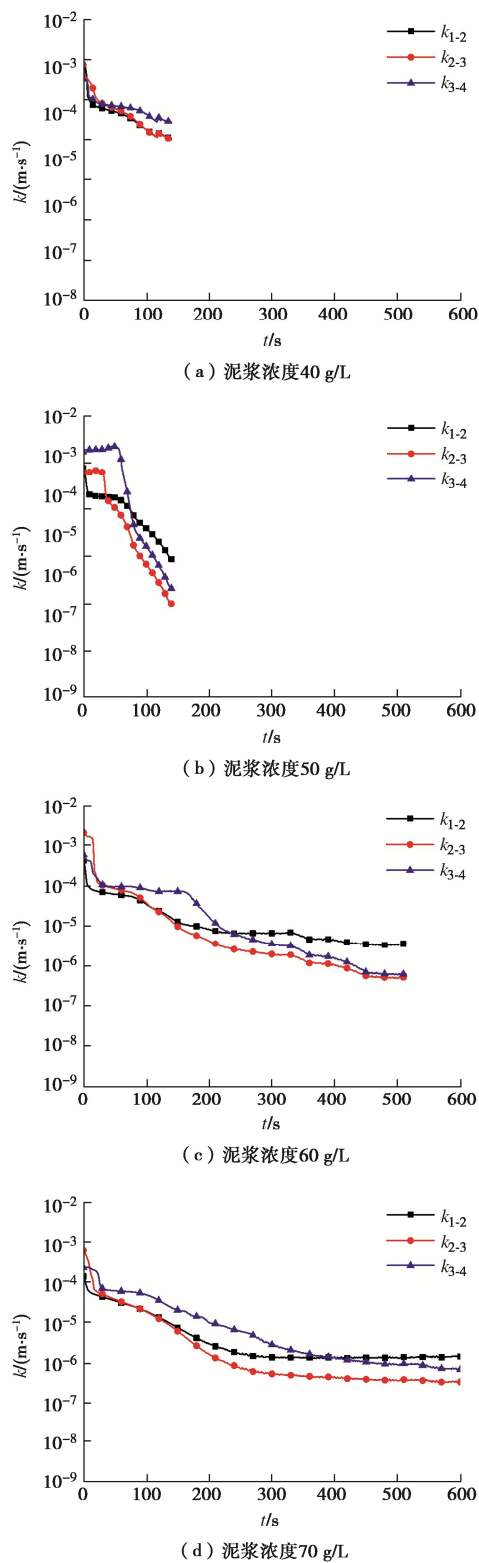 10⁻²
10⁻³
10⁻⁴
10⁻⁵
10⁻⁶
10⁻⁷
10⁻⁸
k/(m·s⁻¹)
k₁₋₂
k₂₋₃
k₃₋₄
0 100 200 300 400 500 600
t/s
（a）泥浆浓度40 g/L
10⁻²
10⁻³
10⁻⁴
10⁻⁵
10⁻⁶
10⁻⁷
10⁻⁸
10⁻⁹
k/(m·s⁻¹)
k₁₋₂
k₂₋₃
k₃₋₄
0 100 200 300 400 500 600
t/s
（b）泥浆浓度50 g/L
10⁻²
10⁻³
10⁻⁴
10⁻⁵
10⁻⁶
10⁻⁷
10⁻⁸
10⁻⁹
k/(m·s⁻¹)
k₁₋₂
k₂₋₃
k₃₋₄
0 100 200 300 400 500 600
t/s
（c）泥浆浓度60 g/L
10⁻²
10⁻³
10⁻⁴
10⁻⁵
10⁻⁶
10⁻⁷
10⁻⁸
10⁻⁹
k/(m·s⁻¹)
k₁₋₂
k₂₋₃
k₃₋₄
0 100 200 300 400 500 600
t/s
（d）泥浆浓度70 g/L